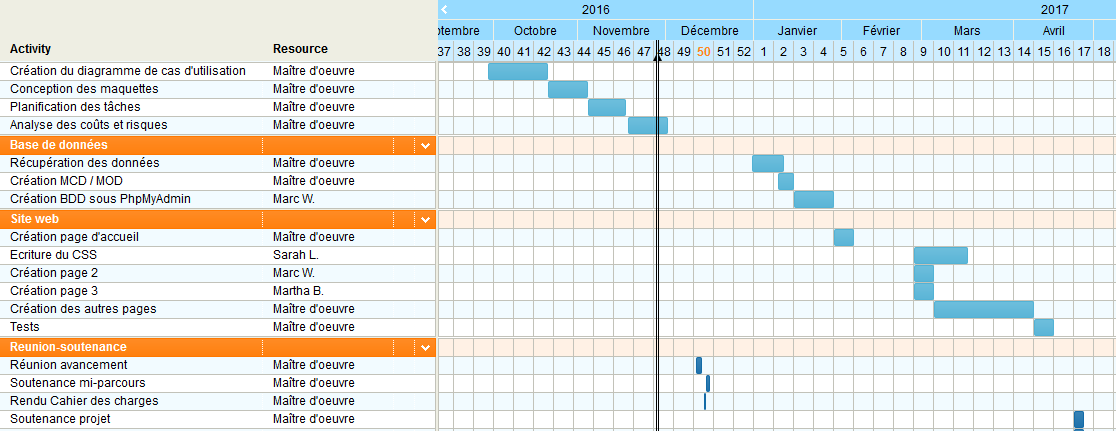 2016 2017
ptembre Octobre Novembre Décembre Janvier Février Mars Avril
Activity Resource 37 38 39 40 41 42 43 44 45 46 47 48 49 50 51 52 1 2 3 4 5 6 7 8 9 10 11 12 13 14 15 16 17 18
Création du diagramme de cas d'utilisation Maître d'oeuvre
Conception des maquettes Maître d'oeuvre
Planification des tâches Maître d'oeuvre
Analyse des coûts et risques Maître d'oeuvre
Base de données
Récupération des données Maître d'oeuvre
Création MCD / MOD Maître d'oeuvre
Création BDD sous PhpMyAdmin Marc W.
Site web
Création page d'accueil Maître d'oeuvre
Ecriture du CSS Sarah L.
Création page 2 Marc W.
Création page 3 Martha B.
Création des autres pages Maître d'oeuvre
Tests Maître d'oeuvre
Reunion-soutenance
Réunion avancement Maître d'oeuvre
Soutenance mi-parcours Maître d'oeuvre
Rendu Cahier des charges Maître d'oeuvre
Soutenance projet Maître d'oeuvre